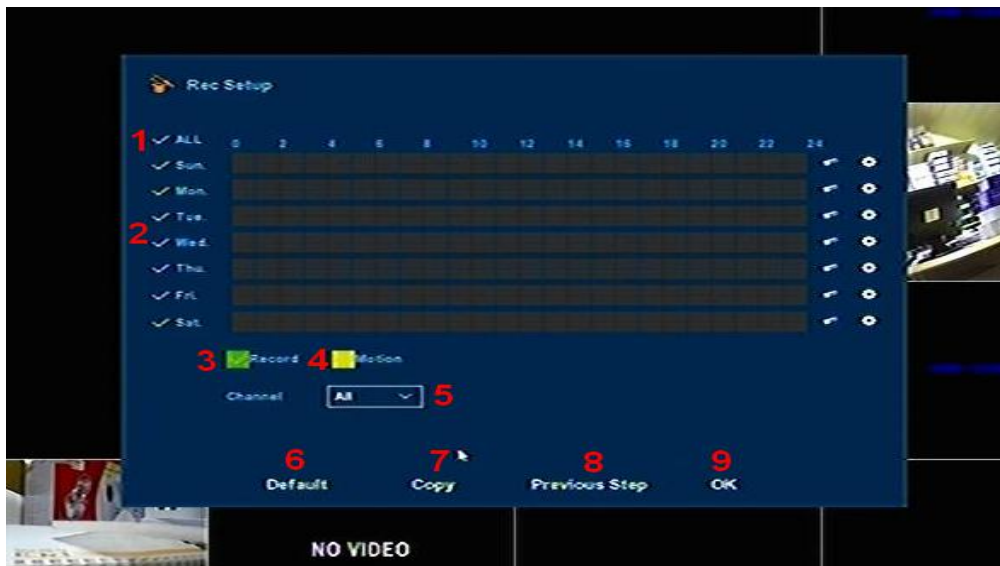 Rec Setup
1 ALL 0 2 4 6 8 10 12 14 16 18 20 22 24
Sun.
Mon.
Tue.
2 Wed.
Thu.
Fri.
Sat.
3 Record 4 Motion
Channel All 5
6 7 8 9
Default Copy Previous Step OK
NO VIDEO